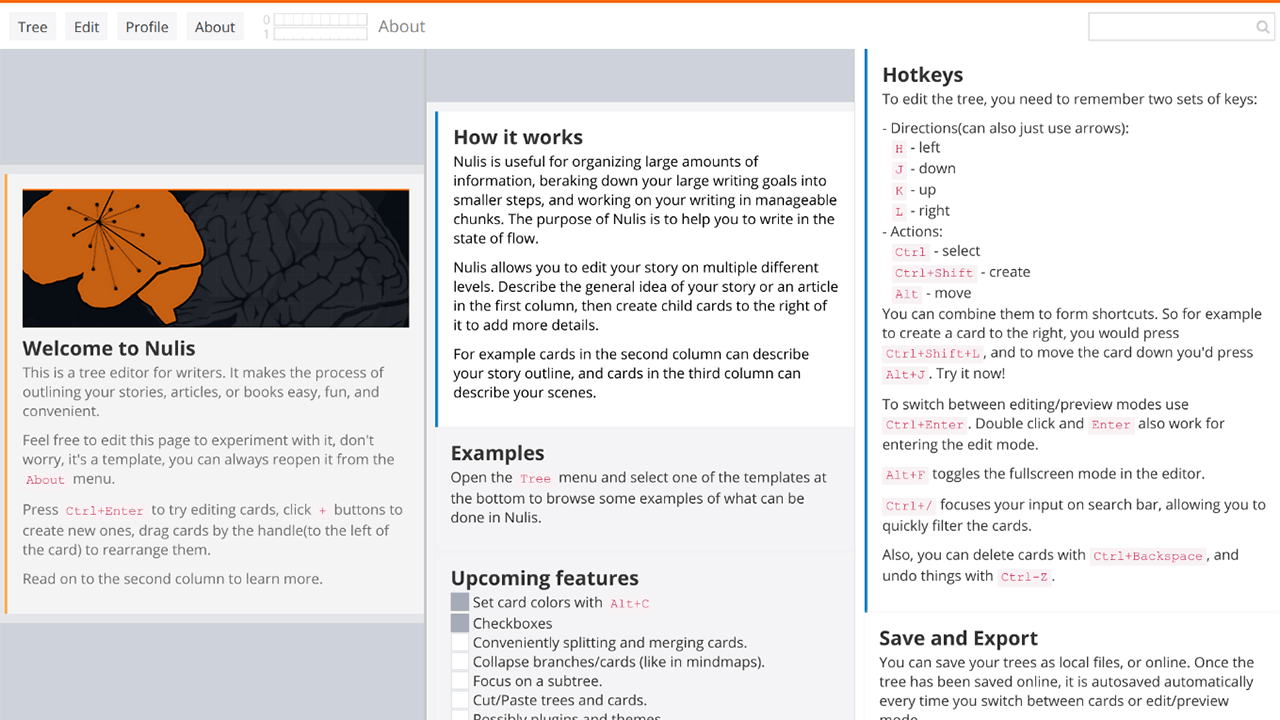 Tree Edit Profile About 0 1 About
Welcome to Nulis
This is a tree editor for writers. It makes the process of
outlining your stories, articles, or books easy, fun, and
convenient.
Feel free to edit this page to experiment with it, don't
worry, it's a template, you can always reopen it from the
About menu.
Press Ctrl+Enter to try editing cards, click + buttons to
create new ones, drag cards by the handle(to the left of
the card) to rearrange them.
Read on to the second column to learn more.
How it works
Nulis is useful for organizing large amounts of
information, beraking down your large writing goals into
smaller steps, and working on your writing in manageable
chunks. The purpose of Nulis is to help you to write in the
state of flow.
Nulis allows you to edit your story on multiple different
levels. Describe the general idea of your story or an article
in the first column, then create child cards to the right of
it to add more details.
For example cards in the second column can describe
your story outline, and cards in the third column can
describe your scenes.
Examples
Open the Tree menu and select one of the templates at
the bottom to browse some examples of what can be
done in Nulis.
Upcoming features
Set card colors with Alt+C
Checkboxes
Conveniently splitting and merging cards.
Collapse branches/cards (like in mindmaps).
Focus on a subtree.
Cut/Paste trees and cards.
Possibly plugins and themes.
Hotkeys
To edit the tree, you need to remember two sets of keys:
- Directions(can also just use arrows):
H - left
J - down
K - up
L - right
- Actions:
Ctrl - select
Ctrl+Shift - create
Alt - move
You can combine them to form shortcuts. So for example
to create a card to the right, you would press
Ctrl+Shift+L, and to move the card down you'd press
Alt+J. Try it now!
To switch between editing/preview modes use
Ctrl+Enter. Double click and Enter also work for
entering the edit mode.
Alt+F toggles the fullscreen mode in the editor.
Ctrl+/ focuses your input on search bar, allowing you to
quickly filter the cards.
Also, you can delete cards with Ctrl+Backspace, and
undo things with Ctrl-Z.
Save and Export
You can save your trees as local files, or online. Once the
tree has been saved online, it is autosaved automatically
every time you switch between cards or edit/preview
mode.